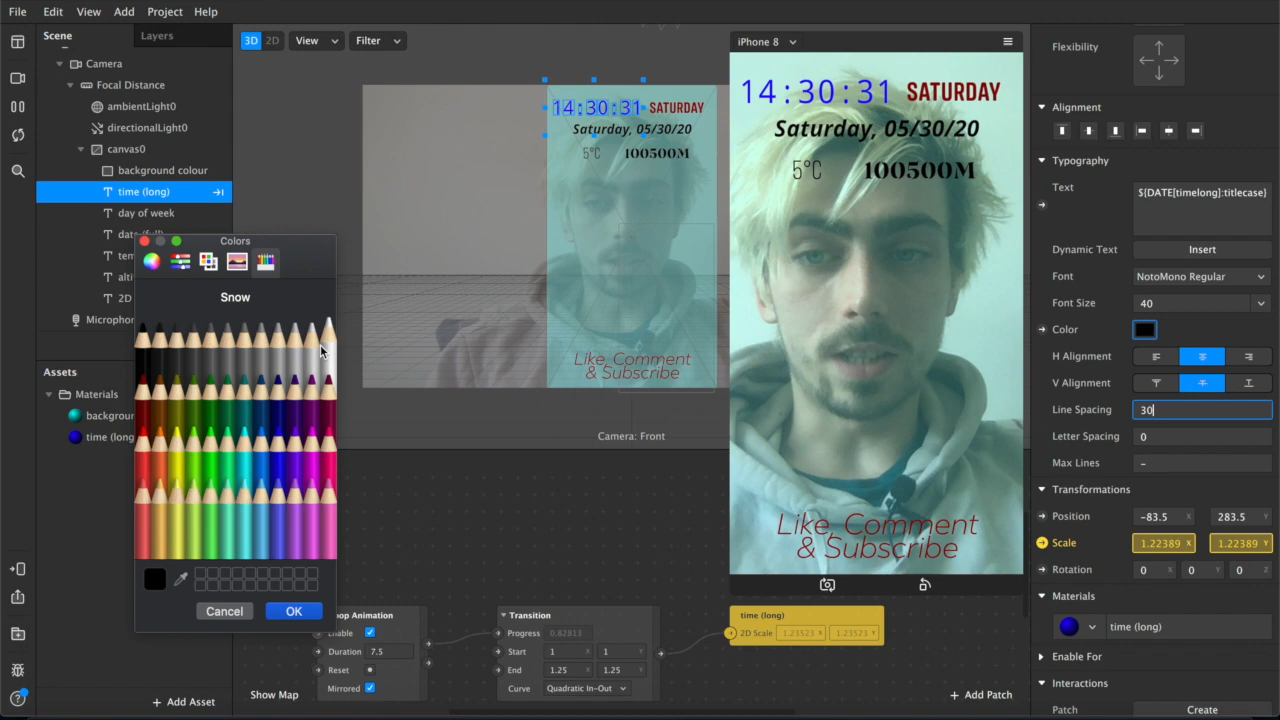 File Edit View Add Project Help
Scene Layers
Camera
Focal Distance
ambientLight0
directionalLight0
canvas0
background colour
time (long)
day of week
2D
Assets
Materials
+ Add Asset
Colors
Snow
Cancel OK
3D 2D View Filter
14:30:31 SATURDAY
Saturday, 05/30/20
5°C 100500M
Like, Comment
& Subscribe
Camera: Front
iPhone 8
14:30:31 SATURDAY
Saturday, 05/30/20
5°C 100500M
Like, Comment
& Subscribe
Enable
Duration 7.5
Reset
Mirrored
Show Map
Transition
Progress 0.82813
Start 1 X 1 Y
End 1.25 X 1.25 Y
Curve Quadratic In-Out
time (long)
2D Scale 1.23523 X 1.23523 Y
+ Add Patch
Flexibility
Alignment
Typography
Text ${DATE[timelong]:titlecase}
Dynamic Text Insert
Font NotoMono Regular
Font Size 40
Color
H Alignment
V Alignment
Line Spacing 30
Letter Spacing 0
Max Lines –
Transformations
Position –83.5 X 283.5 Y
Scale 1.22389 X 1.22389 Y
Rotation 0 X 0 Y 0 Z
Materials
time (long)
Enable For
Interactions
Patch Create